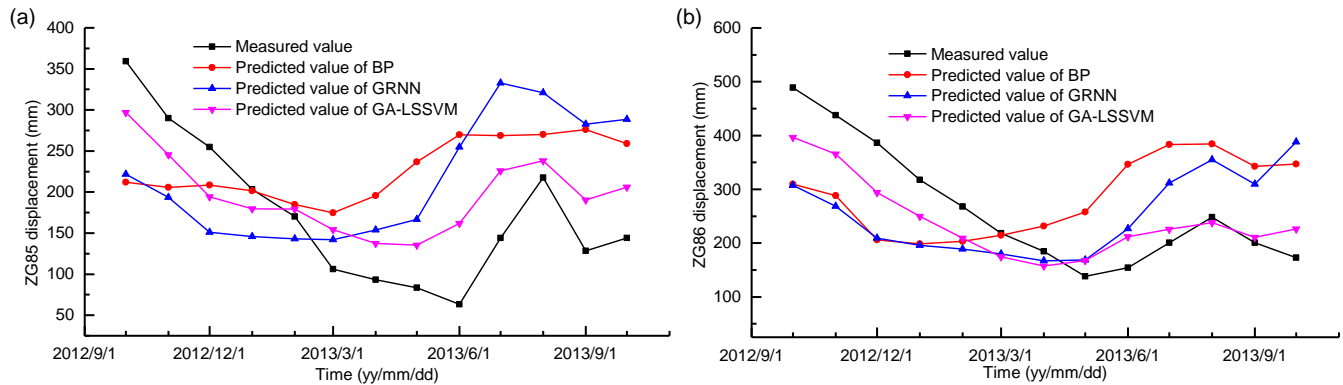 (a)
400
350
300
250
200
150
100
50
ZG85 displacement (mm)
Measured value
Predicted value of BP
Predicted value of GRNN
Predicted value of GA-LSSVM
2012/9/1 2012/12/1 2013/3/1 2013/6/1 2013/9/1
Time (yy/mm/dd)
(b)
600
500
400
300
200
100
ZG86 displacement (mm)
Measured value
Predicted value of BP
Predicted value of GRNN
Predicted value of GA-LSSVM
2012/9/1 2012/12/1 2013/3/1 2013/6/1 2013/9/1
Time (yy/mm/dd)